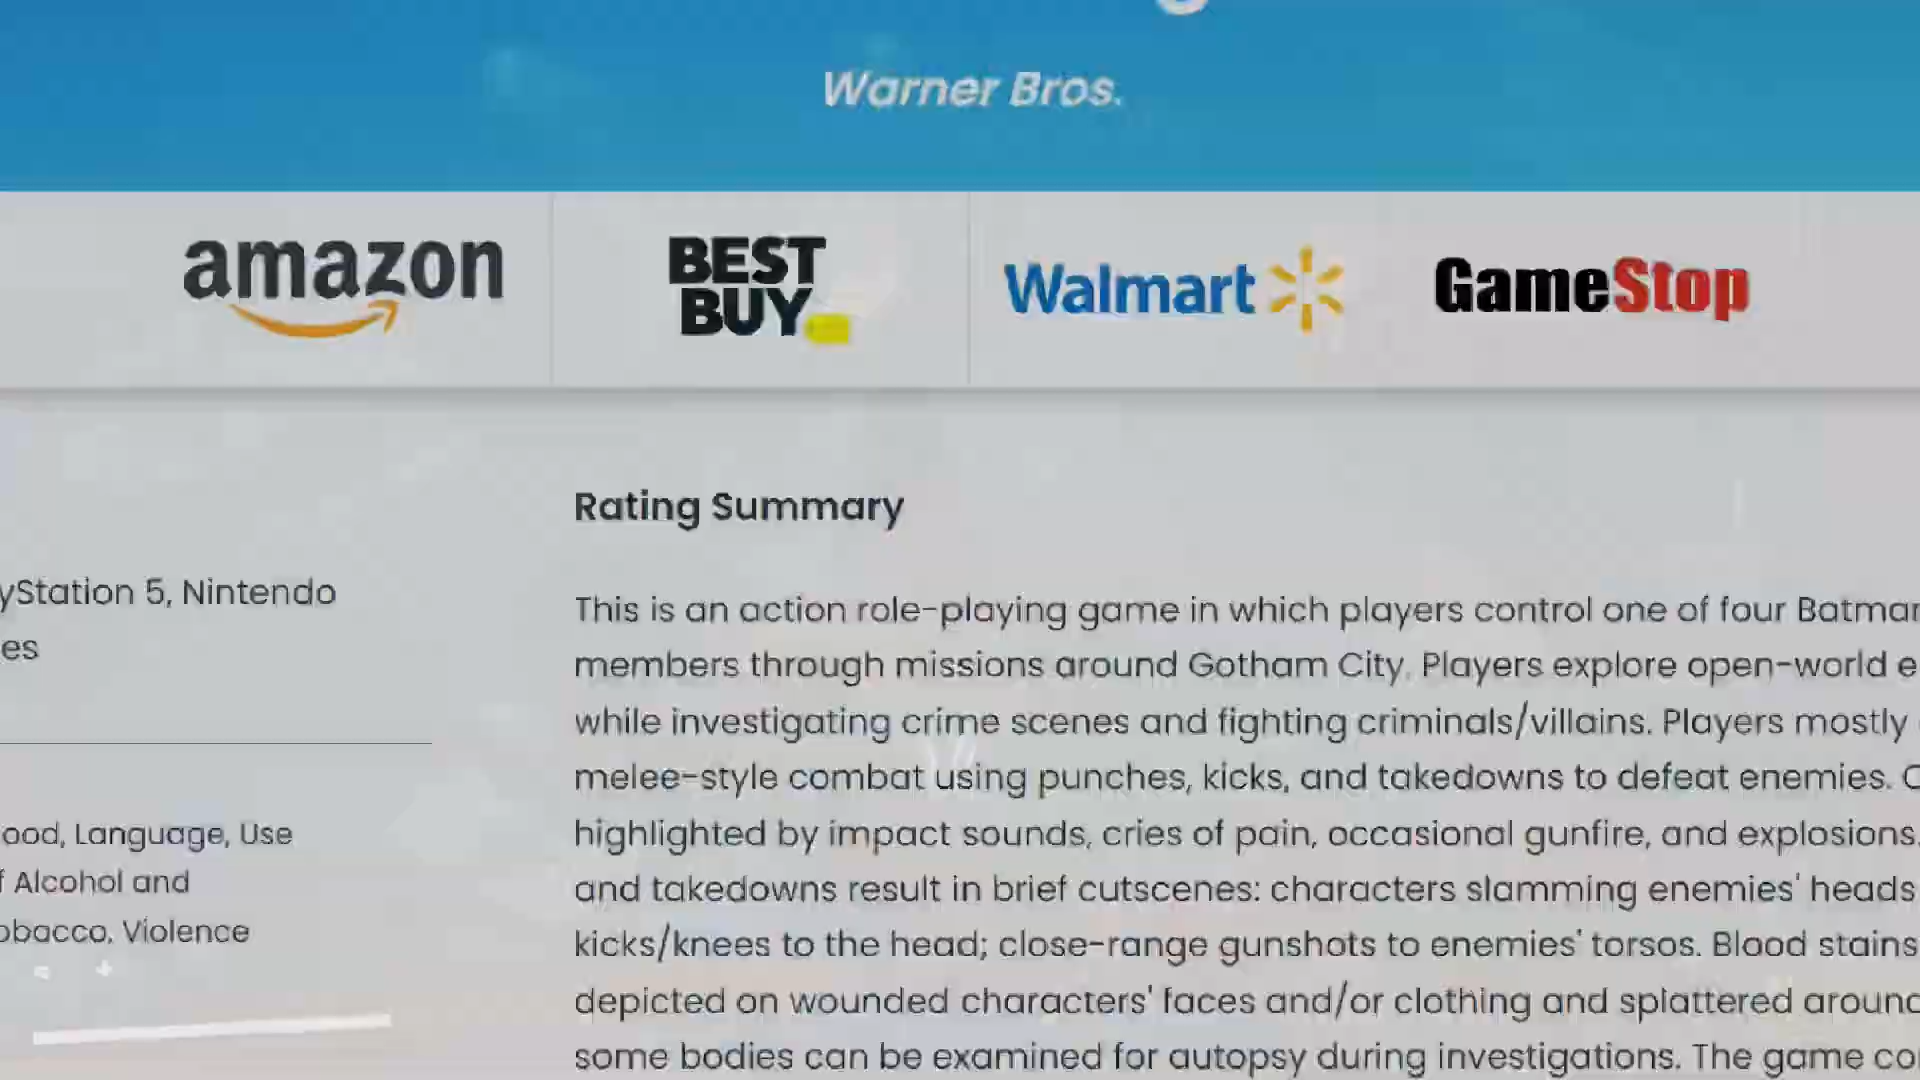 Warner Bros.
amazon
BEST
BUY
Walmart
GameStop
Rating Summary
yStation 5, Nintendo
es
This is an action role-playing game in which players control one of four Batman
members through missions around Gotham City. Players explore open-world e
while investigating crime scenes and fighting criminals/villains. Players mostly
melee-style combat using punches, kicks, and takedowns to defeat enemies. C
highlighted by impact sounds, cries of pain, occasional gunfire, and explosions.
and takedowns result in brief cutscenes: characters slamming enemies' heads
kicks/knees to the head; close-range gunshots to enemies' torsos. Blood stains
depicted on wounded characters' faces and/or clothing and splattered around
some bodies can be examined for autopsy during investigations. The game co
ood, Language, Use
f Alcohol and
obacco, Violence